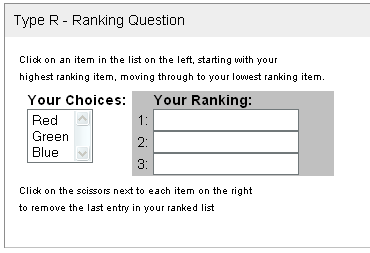 Type R - Ranking Question
Click on an item in the list on the left, starting with your
highest ranking item, moving through to your lowest ranking item.
Your Choices: Your Ranking:
Red
Green
Blue
1:
2:
3:
Click on the scissors next to each item on the right
to remove the last entry in your ranked list